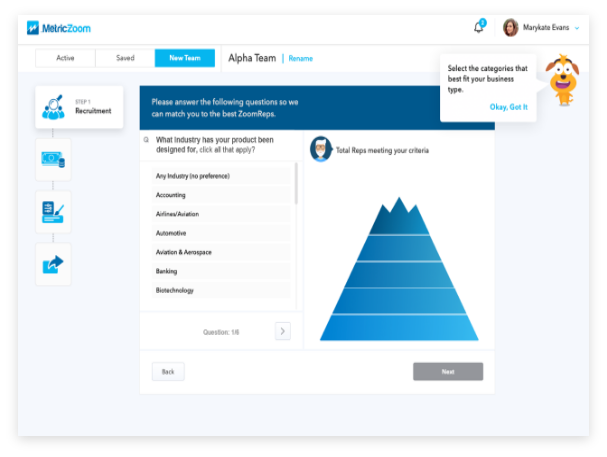 MetricZoom
2
Marykate Evans
Active
Saved
New Team
Alpha Team
Rename
Select the categories that
best fit your business
type.
Okay, Got It
STEP 1
Recruitment
Please answer the following questions so we
can match you to the best ZoomReps.
Q What Industry has your product been
designed for, click all that apply?
Total Reps meeting your criteria
Any Industry (no preference)
Accounting
Airlines/Aviation
Automotive
Aviation & Aerospace
Banking
Biotechnology
Question: 1/6
Back
Next